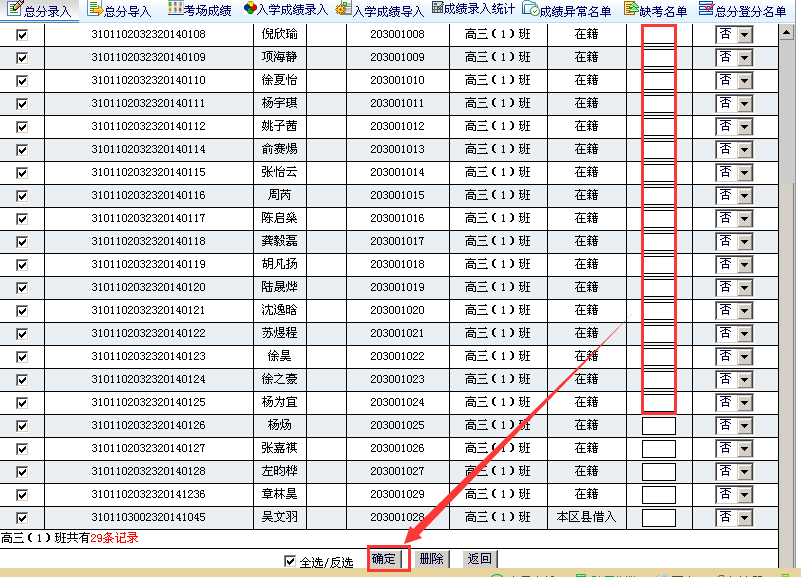 总分录入 总分导入 考场成绩 入学成绩录入 入学成绩导入 成绩录入统计 成绩异常名单 缺考名单 总分登分名单
3101102032320140108 倪欣瑜 203001008 高三(1)班 在籍 否
3101102032320140109 项海静 203001009 高三(1)班 在籍 否
3101102032320140110 徐夏怡 203001010 高三(1)班 在籍 否
3101102032320140111 杨宇琪 203001011 高三(1)班 在籍 否
3101102032320140112 姚子茜 203001012 高三(1)班 在籍 否
3101102032320140114 俞赛 203001013 高三(1)班 在籍 否
3101102032320140115 张怡云 203001014 高三(1)班 在籍 否
3101102032320140116 周芮 203001015 高三(1)班 在籍 否
3101102032320140117 陈启燊 203001016 高三(1)班 在籍 否
3101102032320140118 龚毅磊 203001017 高三(1)班 在籍 否
3101102032320140119 胡凡扬 203001018 高三(1)班 在籍 否
3101102032320140120 陆晟烨 203001019 高三(1)班 在籍 否
3101102032320140121 沈逸晗 203001020 高三(1)班 在籍 否
3101102032320140122 苏煜程 203001021 高三(1)班 在籍 否
3101102032320140123 徐昊 203001022 高三(1)班 在籍 否
3101102032320140124 徐之豪 203001023 高三(1)班 在籍 否
3101102032320140125 杨为宜 203001024 高三(1)班 在籍 否
3101102032320140126 杨炀 203001025 高三(1)班 在籍 否
3101102032320140127 张嘉祺 203001026 高三(1)班 在籍 否
3101102032320140128 左昀桦 203001027 高三(1)班 在籍 否
3101102032320141236 章林昊 203001029 高三(1)班 在籍 否
3101103002320141045 吴文羽 203001028 高三(1)班 本区县借入 否
高三(1)班共有29条记录
全选/反选 确定 删除 返回